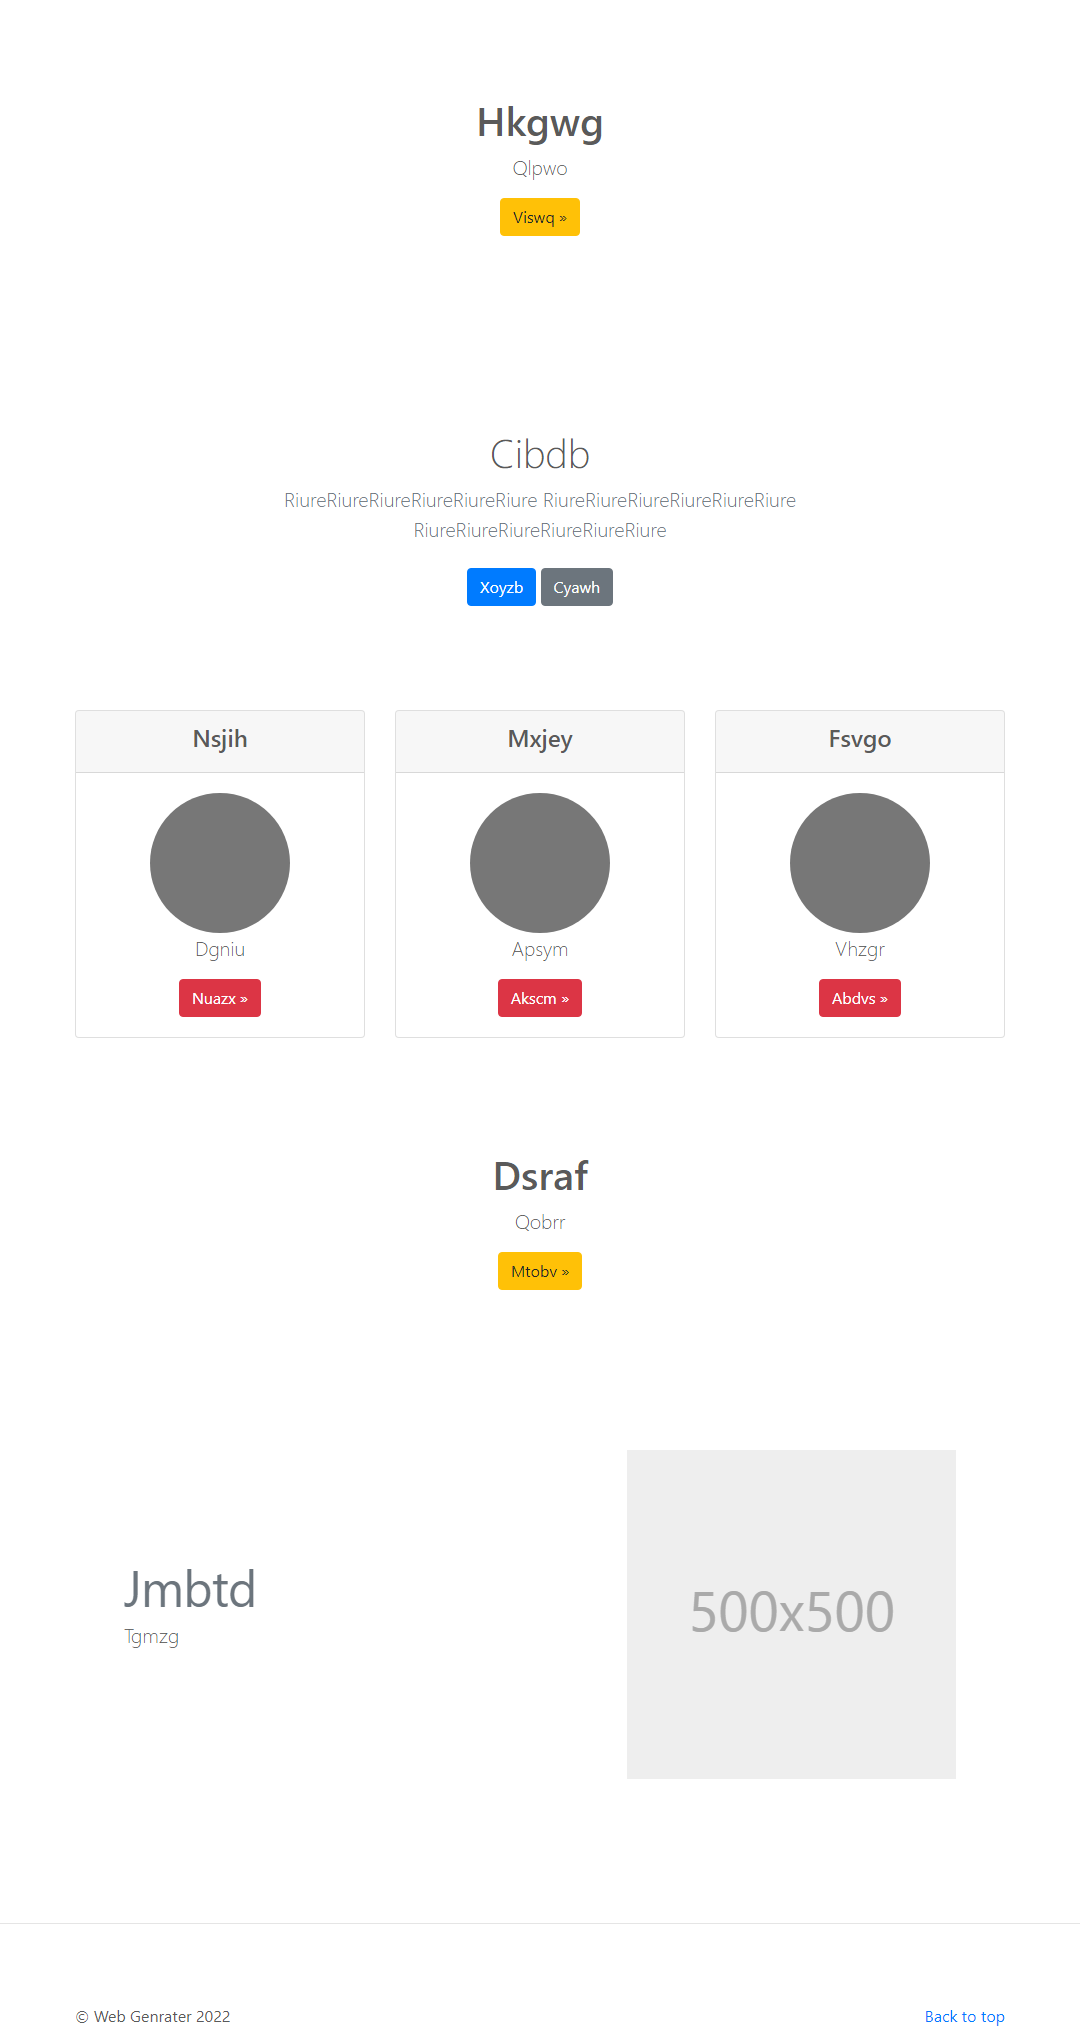 Hkgwg
Qlpwo
Viswq »
Cibdb
RiureRiureRiureRiureRiureRiure RiureRiureRiureRiureRiureRiure
RiureRiureRiureRiureRiureRiure
Xoyzb Cyawh
Nsjih
Dgniu
Nuazx »
Mxjey
Apsym
Akscm »
Fsvgo
Vhzgr
Abdvs »
Dsraf
Qobrr
Mtobv »
Jmbtd
Tgmzg
500x500
© Web Genrater 2022
Back to top